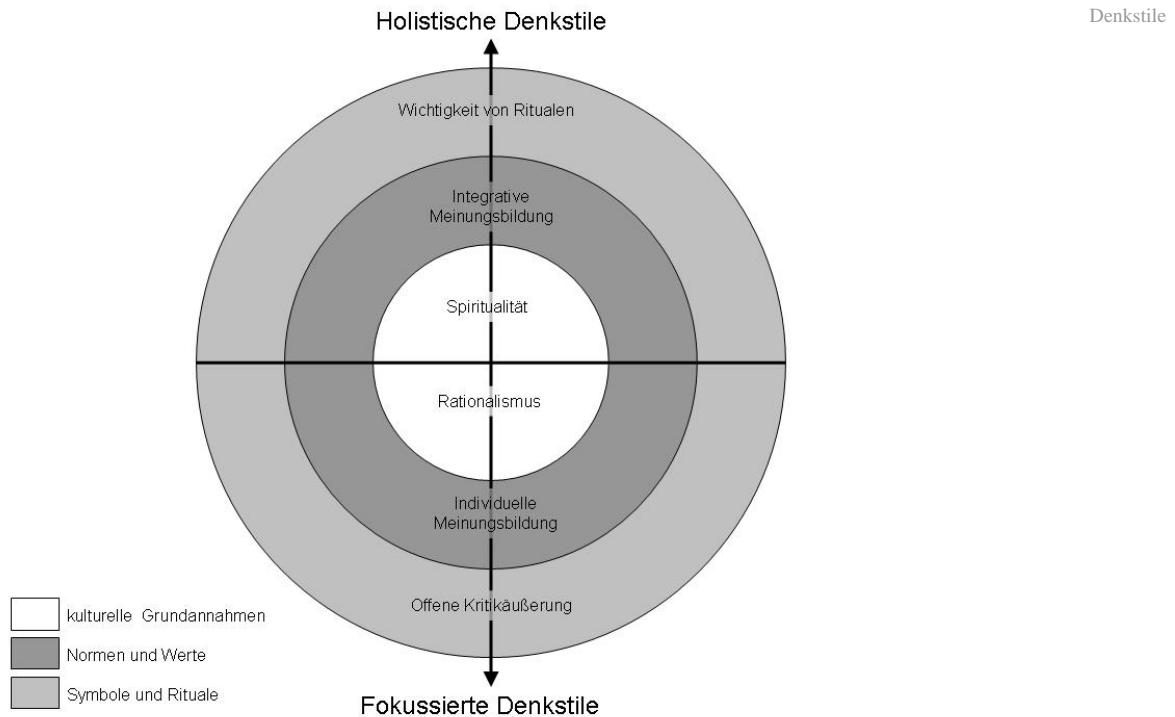 Holistische Denkstile
Denkstile
Wichtigkeit von Ritualen
Integrative
Meinungsbildung
Spiritualität
Rationalismus
Individuelle
Meinungsbildung
Offene Kritikäußerung
kulturelle Grundannahmen
Normen und Werte
Symbole und Rituale
Fokussierte Denkstile